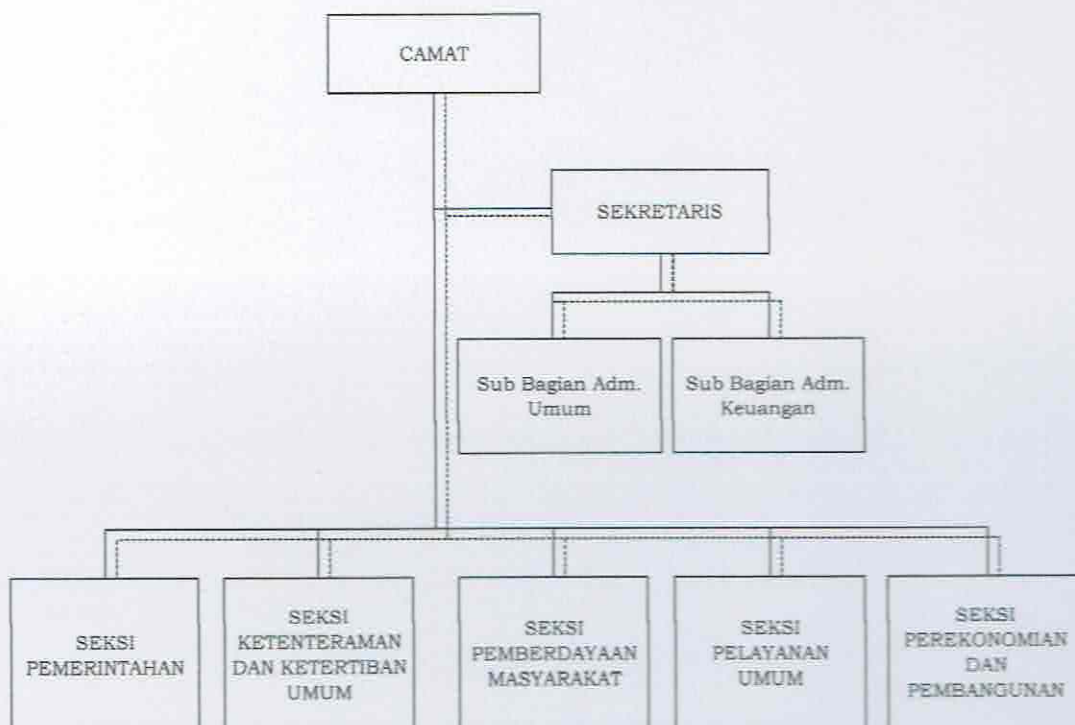 CAMAT
SEKRETARIS
Sub Bagian Adm.
Umum
Sub Bagian Adm.
Keuangan
SEKSI
PEMERINTAHAN
SEKSI
KETENTERAMAN
DAN KETERTIBAN
UMUM
SEKSI
PEMBERDAYAAN
MASYARAKAT
SEKSI
PELAYANAN
UMUM
SEKSI
PEREKONOMIAN
DAN
PEMBANGUNAN